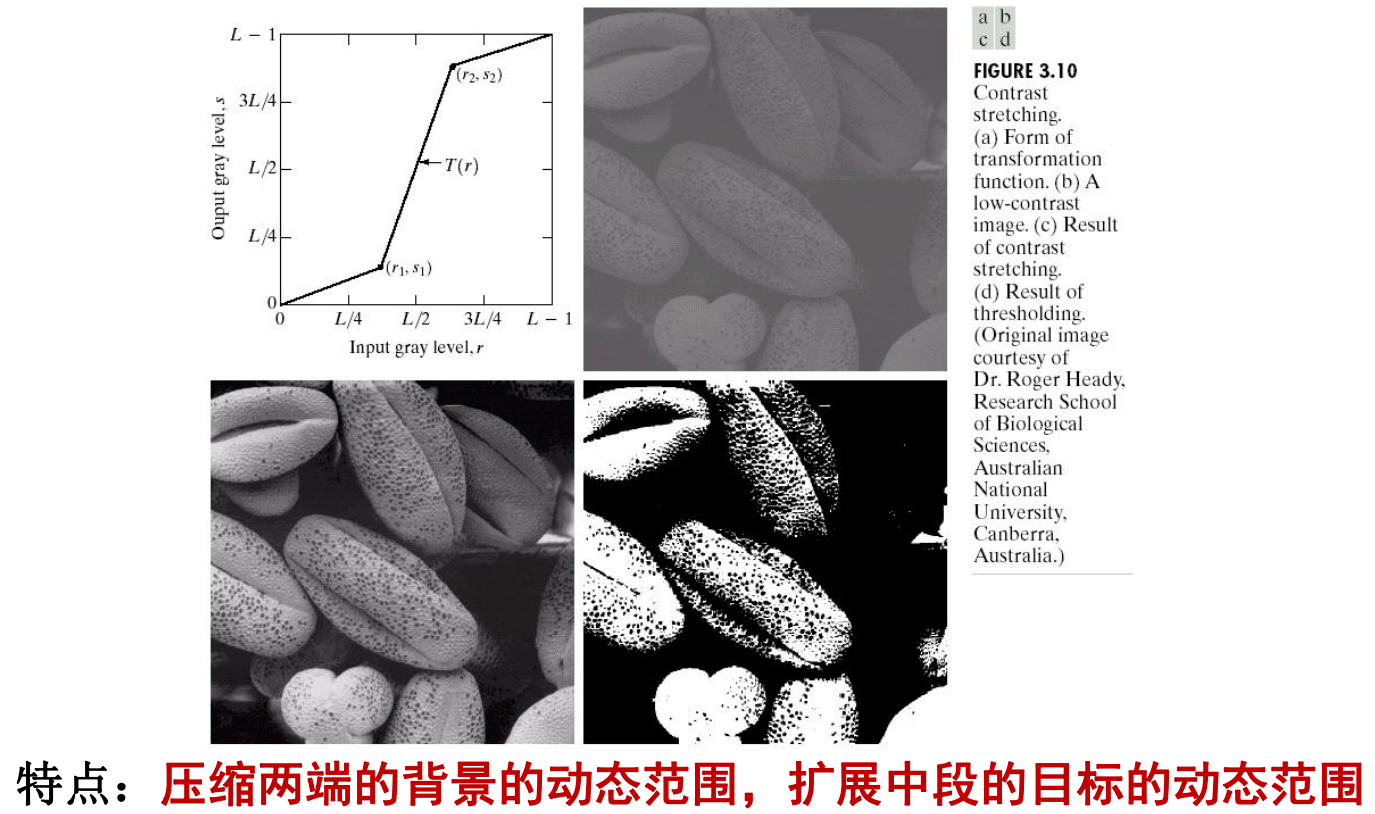 L − 1
3L/4
L/2
L/4
0
Ouput gray level, s
(r₂, s₂)
T(r)
(r₁, s₁)
0 L/4 L/2 3L/4 L − 1
Input gray level, r
a b
c d
FIGURE 3.10
Contrast
stretching.
(a) Form of
transformation
function. (b) A
low-contrast
image. (c) Result
of contrast
stretching.
(d) Result of
thresholding.
(Original image
courtesy of
Dr. Roger Heady,
Research School
of Biological
Sciences,
Australian
National
University,
Canberra,
Australia.)
特点：压缩两端的背景的动态范围，扩展中段的目标的动态范围